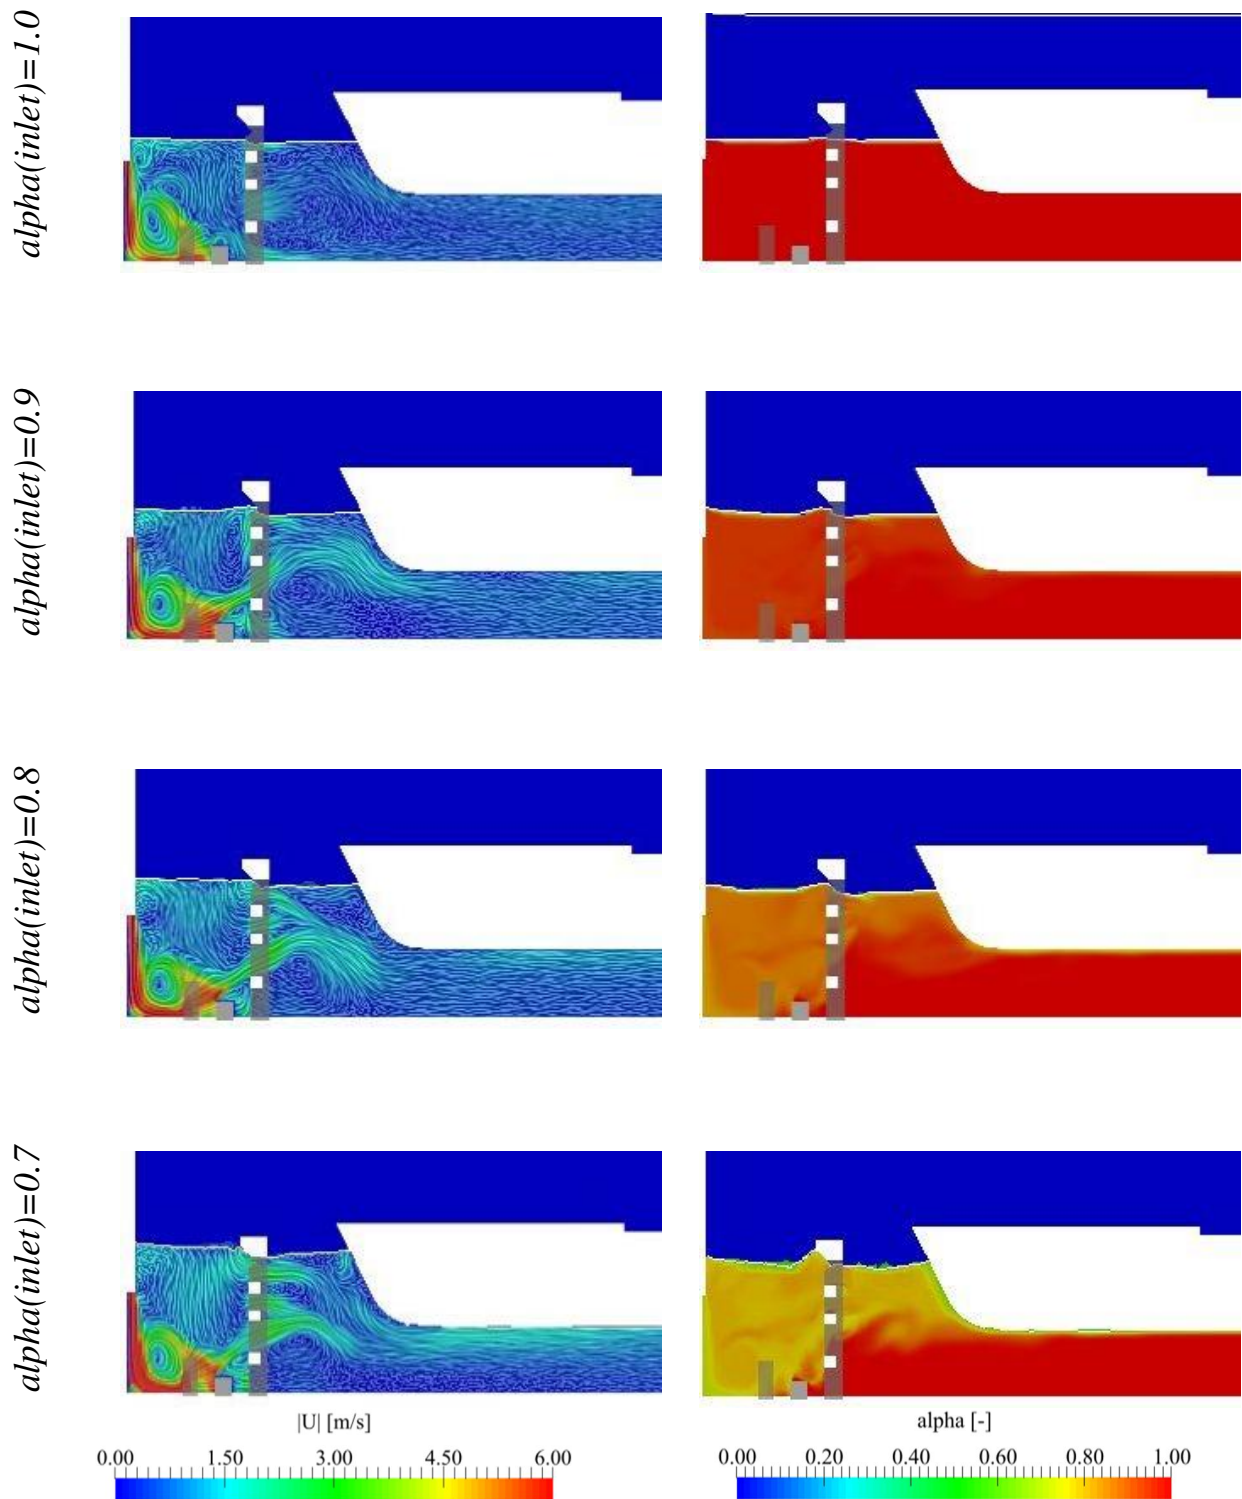 alpha(inlet)=1.0
alpha(inlet)=0.9
alpha(inlet)=0.8
alpha(inlet)=0.7
|U| [m/s]
0.00 1.50 3.00 4.50 6.00
alpha [-]
0.00 0.20 0.40 0.60 0.80 1.00